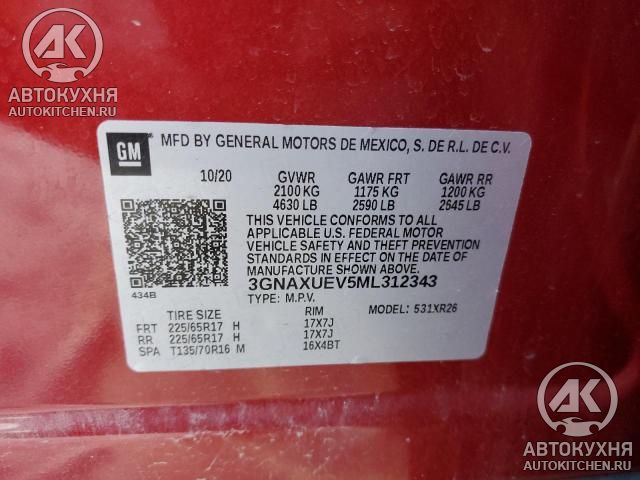 АК
АВТОКУХНЯ
AUTOKITCHEN.RU
GM
MFD BY GENERAL MOTORS DE MEXICO, S. DE R.L. DE C.V.
10/20 GVWR GAWR FRT GAWR RR
2100 KG 1175 KG 1200 KG
4630 LB 2590 LB 2645 LB
THIS VEHICLE CONFORMS TO ALL
APPLICABLE U.S. FEDERAL MOTOR
VEHICLE SAFETY AND THEFT PREVENTION
STANDARDS IN EFFECT ON THE DATE OF
MANUFACTURE SHOWN ABOVE.
3GNAXUEV5ML312343
434B
TYPE: M.P.V. MODEL: 531XR26
TIRE SIZE RIM
FRT 225/65R17 H 17X7J
RR 225/65R17 H 17X7J
SPA T135/70R16 M 16X4BT
АК
АВТОКУХНЯ
AUTOKITCHEN.RU